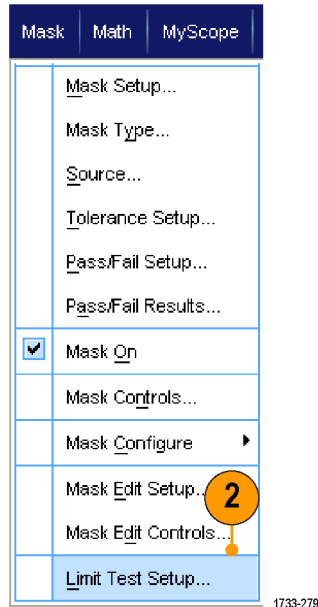 Mask Math MyScope
Mask Setup...
Mask Type...
Source...
Tolerance Setup...
Pass/Fail Setup...
Pass/Fail Results...
Mask On
Mask Controls...
Mask Configure
Mask Edit Setup..
2
Mask Edit Controls...
Limit Test Setup...
1733-279